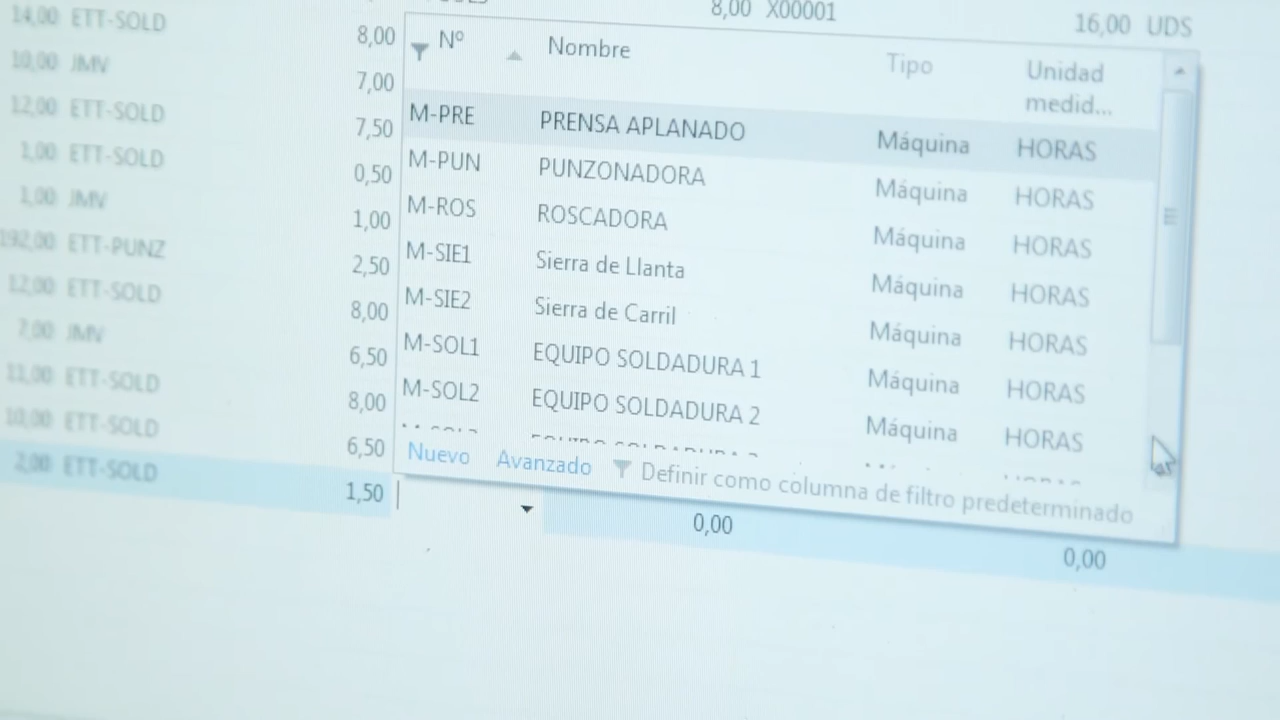 8,00 X00001
16,00 UDS
14,00 ETT-SOLD
8,00
Nº Nombre Tipo Unidad medid...
10,00 JMV
7,00
12,00 ETT-SOLD
7,50
M-PRE PRENSA APLANADO Máquina HORAS
1,00 ETT-SOLD
0,50
M-PUN PUNZONADORA Máquina HORAS
1,00 JMV
1,00
M-ROS ROSCADORA Máquina HORAS
192,00 ETT-PUNZ
2,50
M-SIE1 Sierra de Llanta Máquina HORAS
12,00 ETT-SOLD
8,00
M-SIE2 Sierra de Carril Máquina HORAS
7,00 JMV
6,50
M-SOL1 EQUIPO SOLDADURA 1 Máquina HORAS
11,00 ETT-SOLD
8,00
M-SOL2 EQUIPO SOLDADURA 2 Máquina HORAS
10,00 ETT-SOLD
6,50
Nuevo Avanzado Definir como columna de filtro predeterminado
2,00 ETT-SOLD
1,50
0,00
0,00